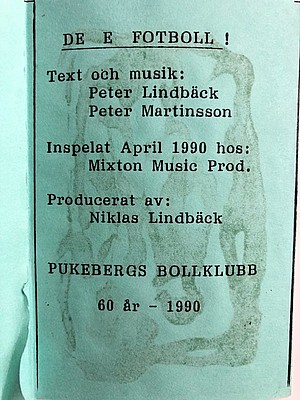 DE E FOTBOLL !
Text och musik:
Peter Lindbäck
Peter Martinsson
Inspelat April 1990 hos:
Mixton Music Prod.
Producerat av:
Niklas Lindbäck
PUKEBERGS BOLLKLUBB
60 år - 1990